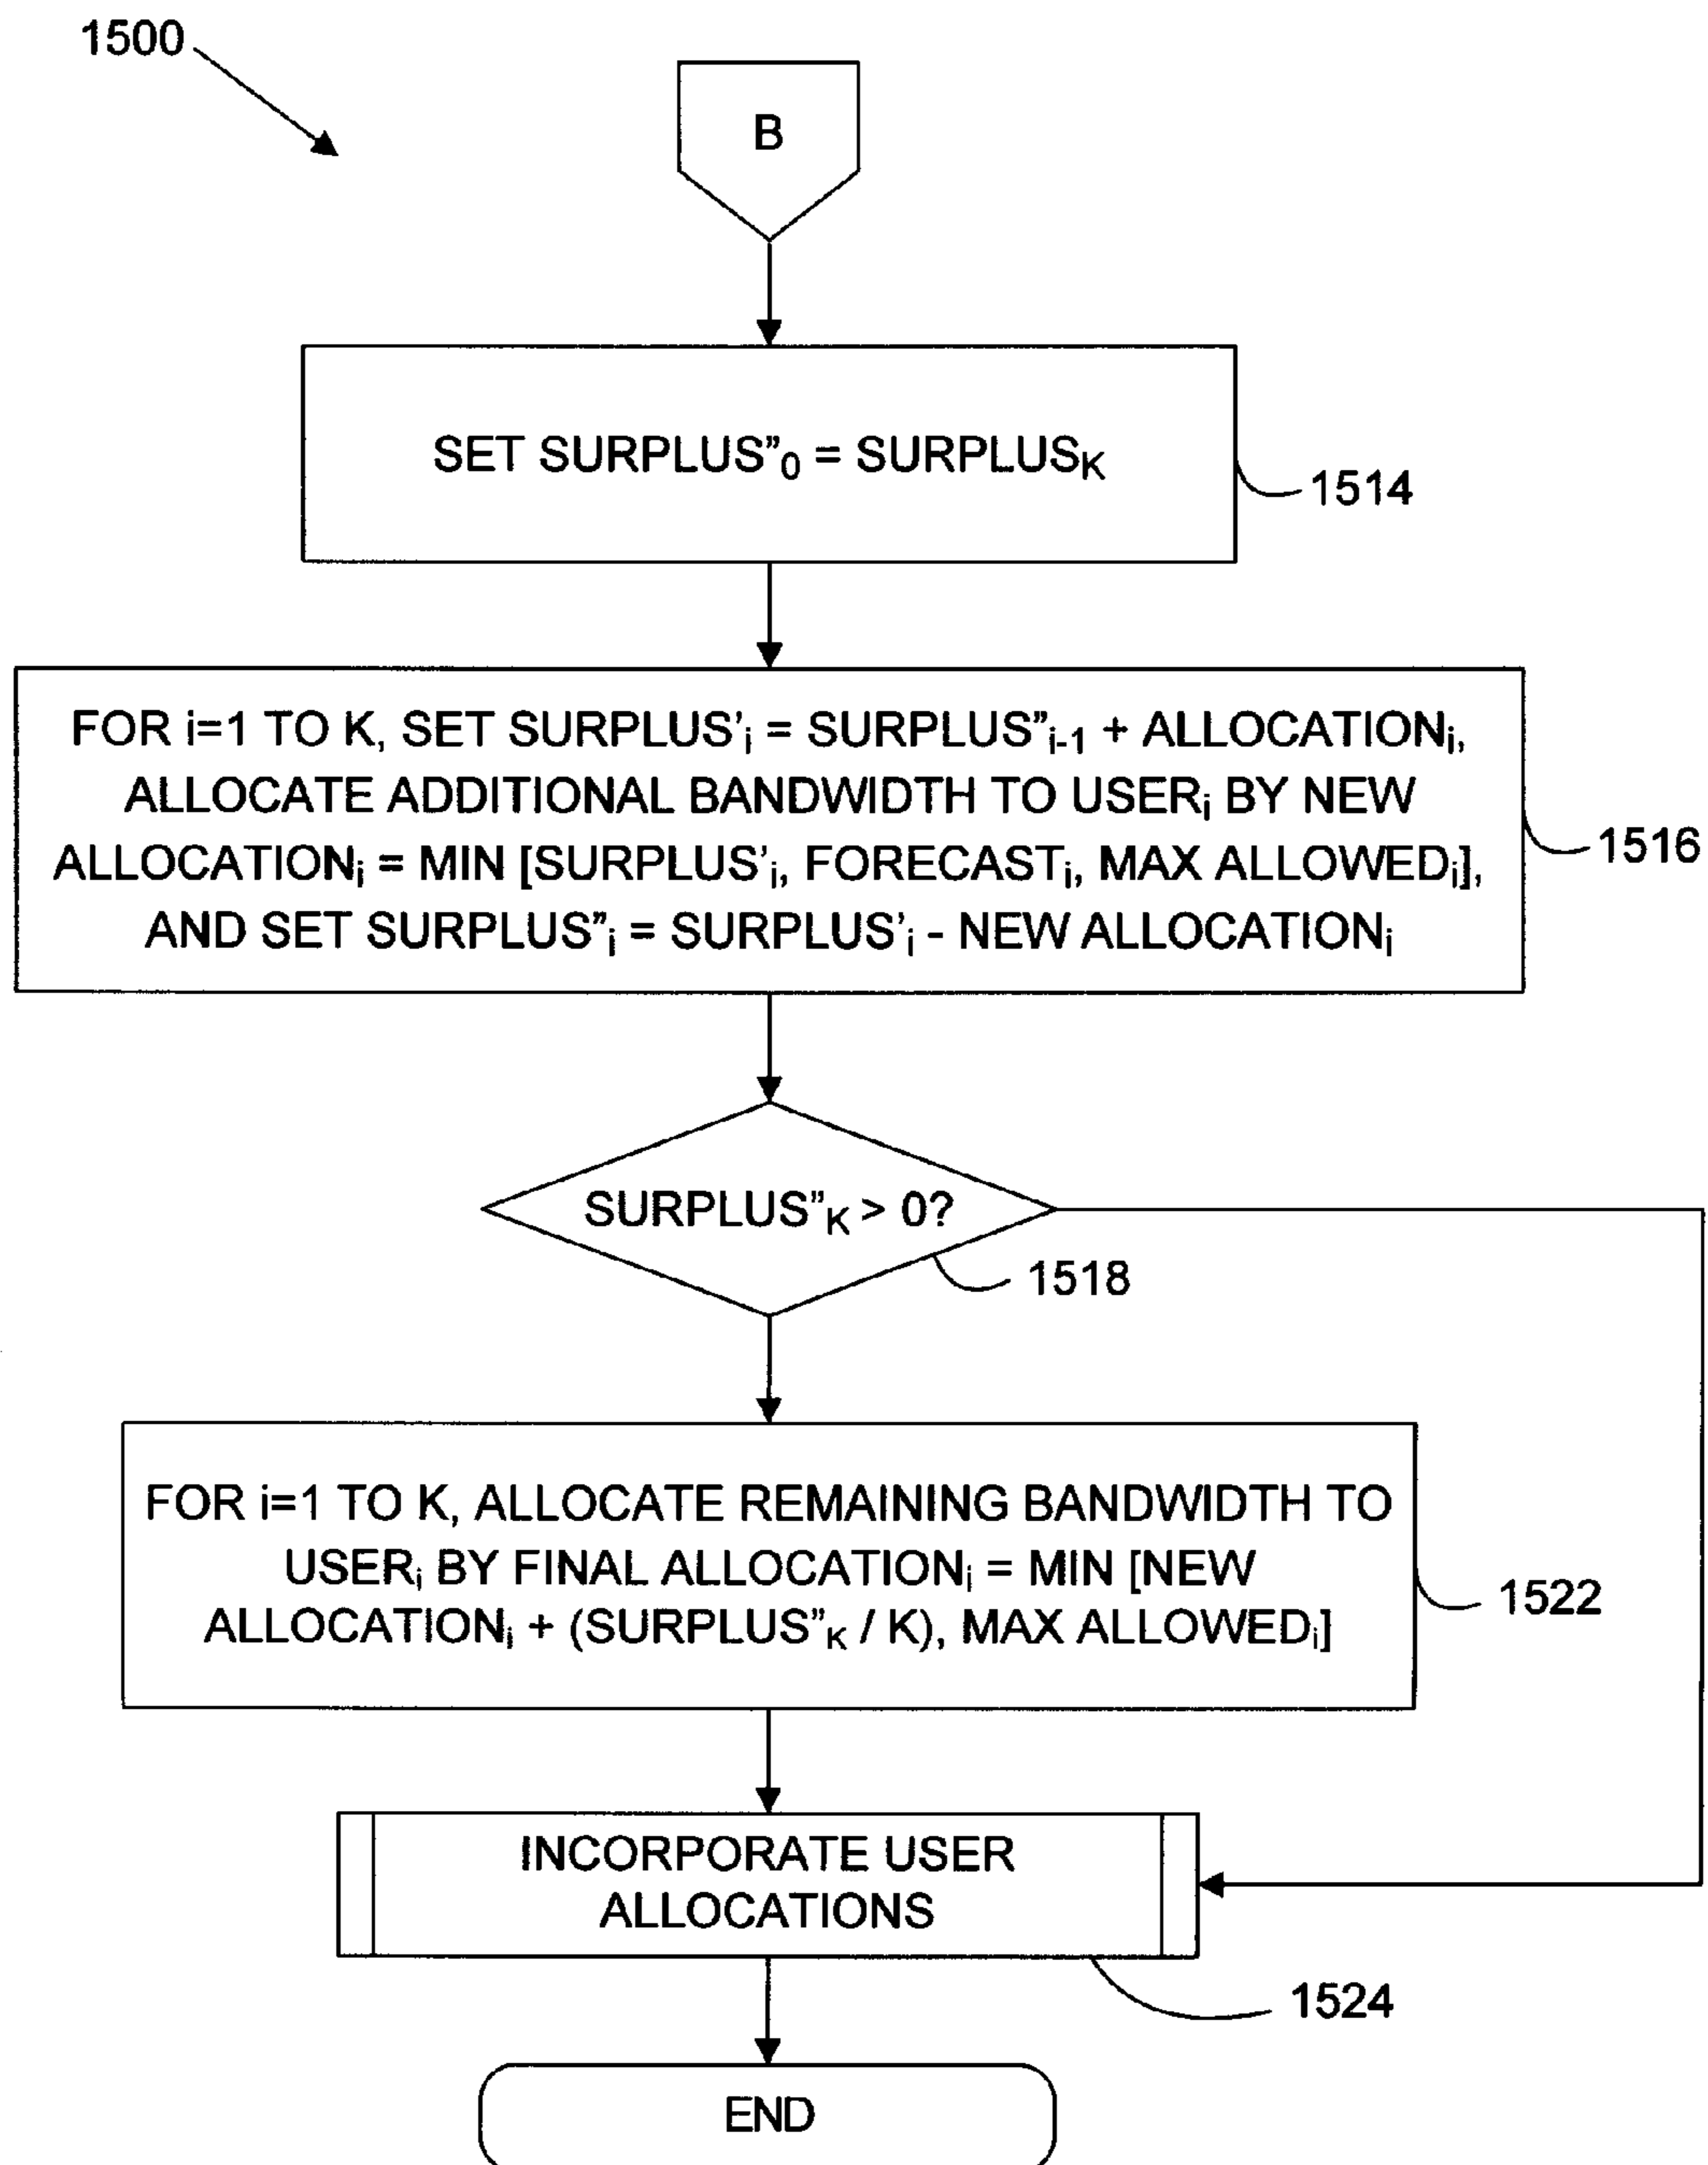 1500
B
SET SURPLUS”₀ = SURPLUSK
1514
FOR i=1 TO K, SET SURPLUS’i = SURPLUS”i-1 + ALLOCATIONi,
ALLOCATE ADDITIONAL BANDWIDTH TO USERi BY NEW
ALLOCATIONi = MIN [SURPLUS’i, FORECASTi, MAX ALLOWEDi],
AND SET SURPLUS”i = SURPLUS’i - NEW ALLOCATIONi
1516
SURPLUS”K > 0?
1518
FOR i=1 TO K, ALLOCATE REMAINING BANDWIDTH TO
USERi BY FINAL ALLOCATIONi = MIN [NEW
ALLOCATIONi + (SURPLUS”K / K), MAX ALLOWEDi]
1522
INCORPORATE USER
ALLOCATIONS
1524
END